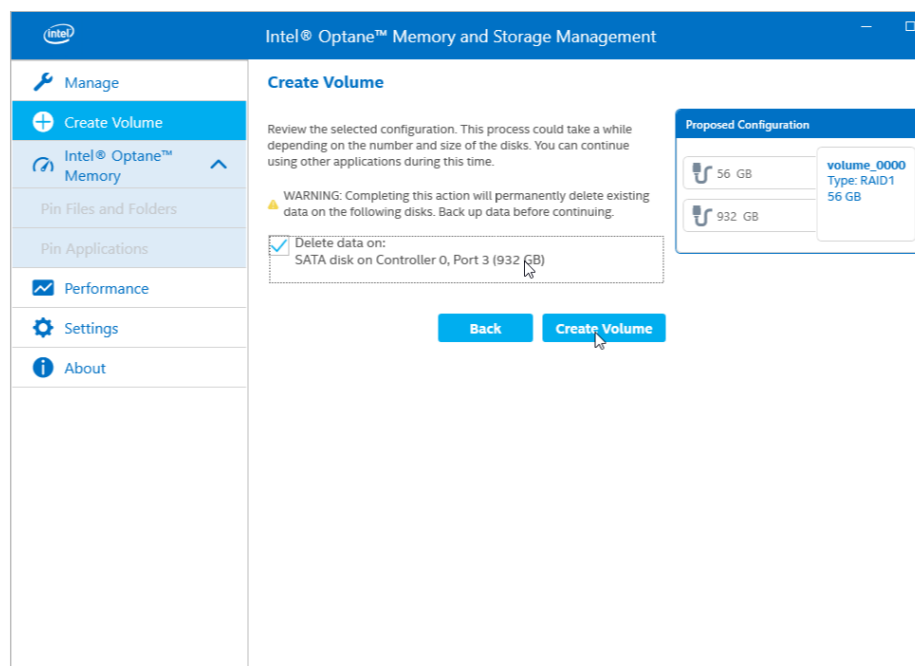 intel
Intel® Optane™ Memory and Storage Management
Manage
Create Volume
Intel® Optane™
Memory
Pin Files and Folders
Pin Applications
Performance
Settings
About
Create Volume
Review the selected configuration. This process could take a while
depending on the number and size of the disks. You can continue
using other applications during this time.
WARNING: Completing this action will permanently delete existing
data on the following disks. Back up data before continuing.
Delete data on:
SATA disk on Controller 0, Port 3 (932 GB)
Back
Create Volume
Proposed Configuration
56 GB
932 GB
volume_0000
Type: RAID1
56 GB